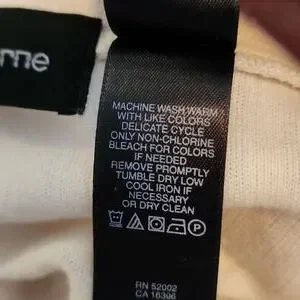 rne
MACHINE WASH WARM
WITH LIKE COLORS
DELICATE CYCLE
ONLY NON-CHLORINE
BLEACH FOR COLORS
IF NEEDED
REMOVE PROMPTLY
TUMBLE DRY LOW
COOL IRON IF
NECESSARY
OR DRY CLEAN
RN 52002
CA 16396